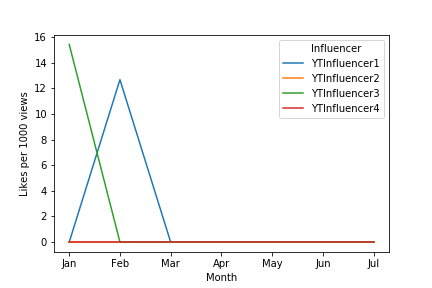 16
14
12
10
8
6
4
2
0
Likes per 1000 views
Influencer
YTInfluencer1
YTInfluencer2
YTInfluencer3
YTInfluencer4
Jan Feb Mar Apr May Jun Jul
Month